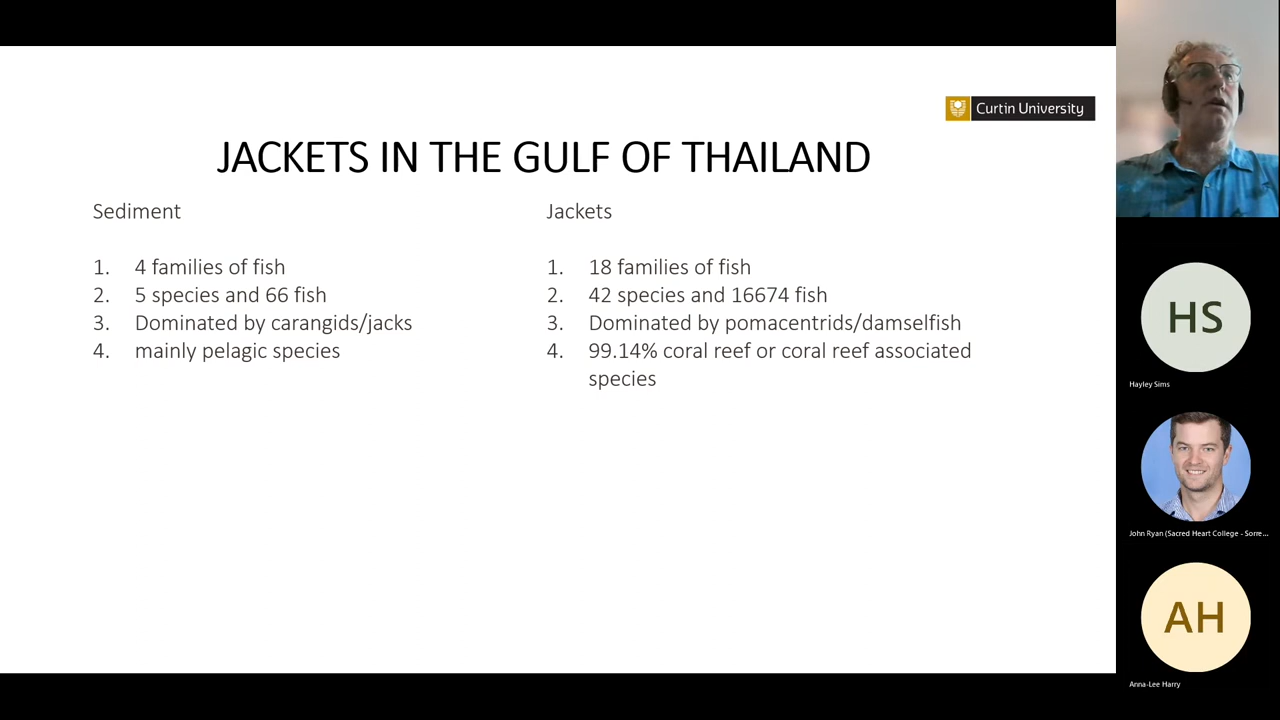 Curtin University
JACKETS IN THE GULF OF THAILAND
Sediment
1. 4 families of fish
2. 5 species and 66 fish
3. Dominated by carangids/jacks
4. mainly pelagic species
Jackets
1. 18 families of fish
2. 42 species and 16674 fish
3. Dominated by pomacentrids/damselfish
4. 99.14% coral reef or coral reef associated
species
HS
Hayley Sims
John Ryan (Sacred Heart College - Sorre...
AH
Anna-Lee Harry